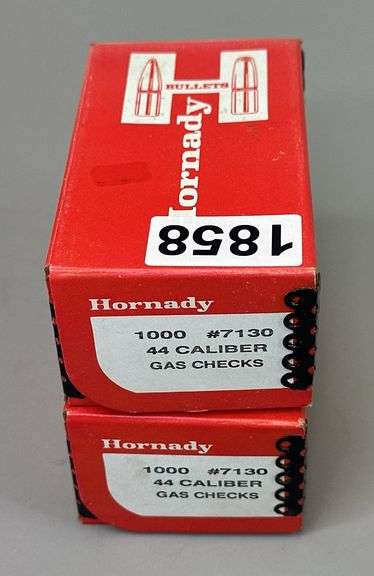 BULLETS
Hornady
1858
Hornady
1000 #7130
44 CALIBER
GAS CHECKS
Hornady
1000 #7130
44 CALIBER
GAS CHECKS